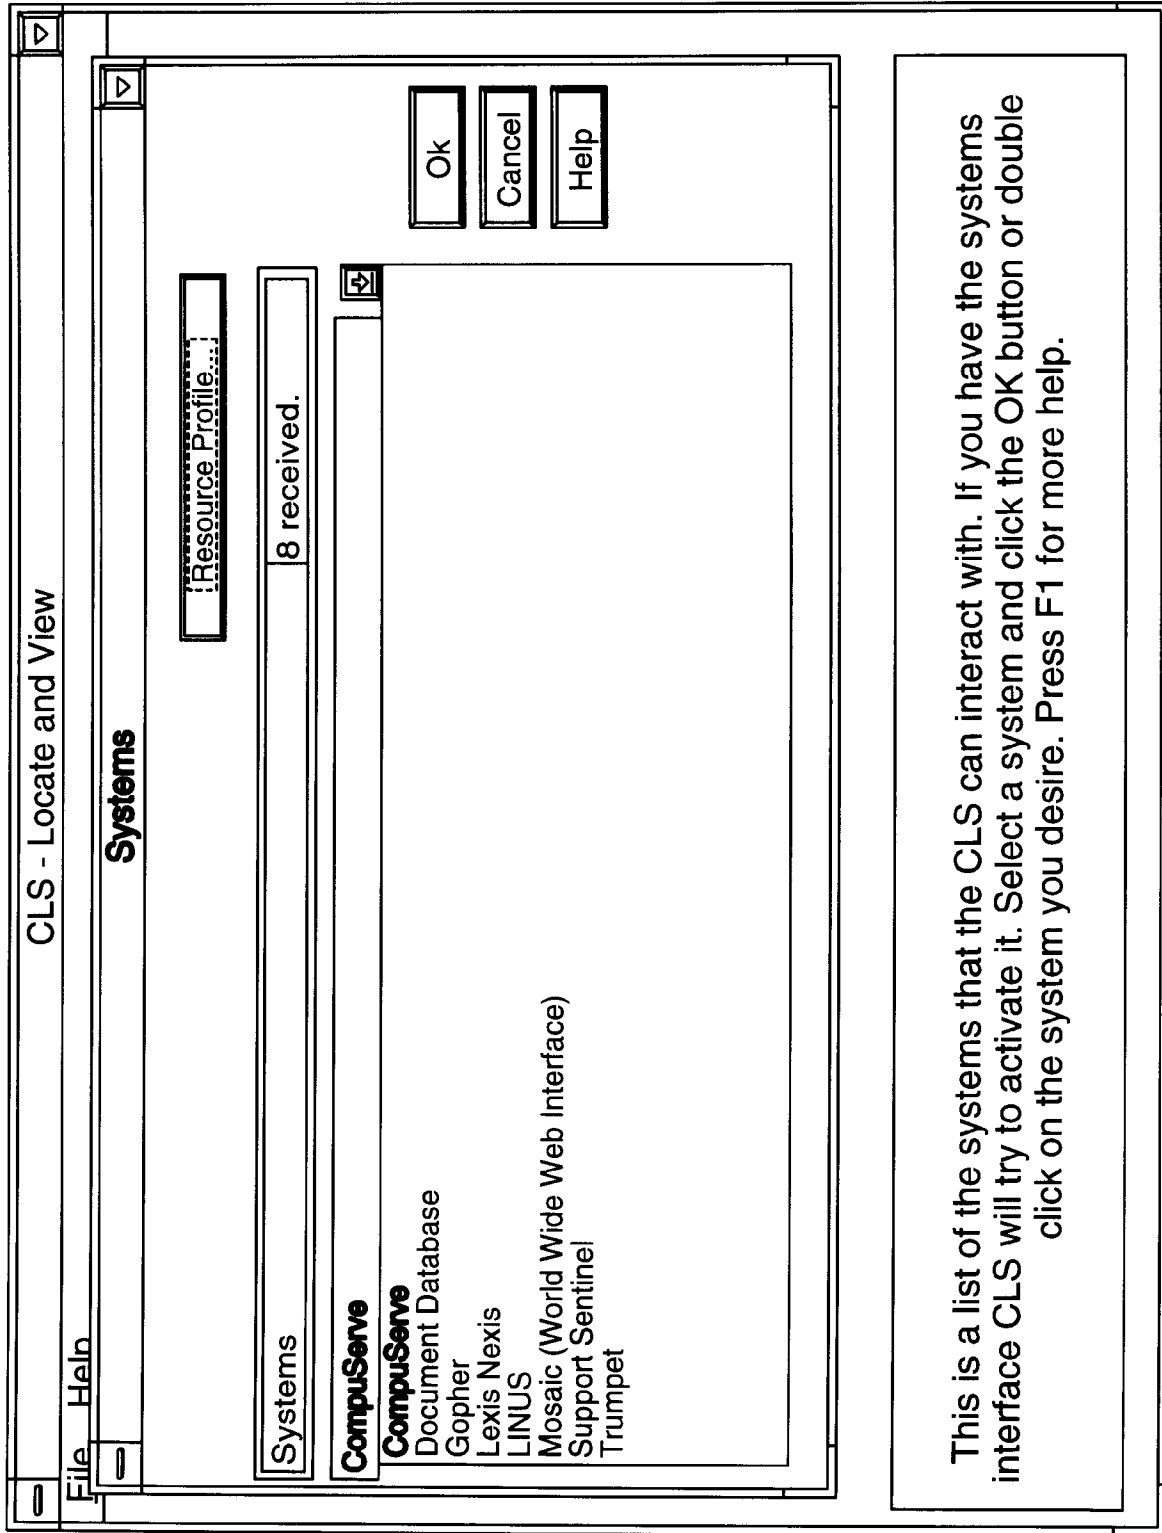 CLS - Locate and View
File Help
Systems
Resource Profile...
Systems 8 received.
CompuServe
CompuServe
Document Database
Gopher
Lexis Nexis
LINUS
Mosaic (World Wide Web Interface)
Support Sentinel
Trumpet
Ok
Cancel
Help
This is a list of the systems that the CLS can interact with. If you have the systems
interface CLS will try to activate it. Select a system and click the OK button or double
click on the system you desire. Press F1 for more help.